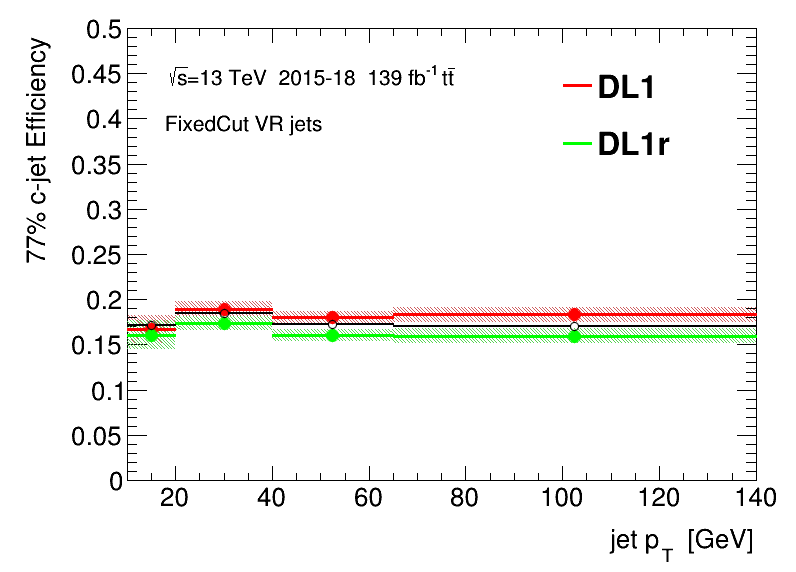 0.5
0.45
0.4
0.35
0.3
0.25
0.2
0.15
0.1
0.05
0
77% c-jet Efficiency
√s=13 TeV 2015-18 139 fb⁻¹ tt̄
FixedCut VR jets
DL1
DL1r
20 40 60 80 100 120 140
jet p_T [GeV]